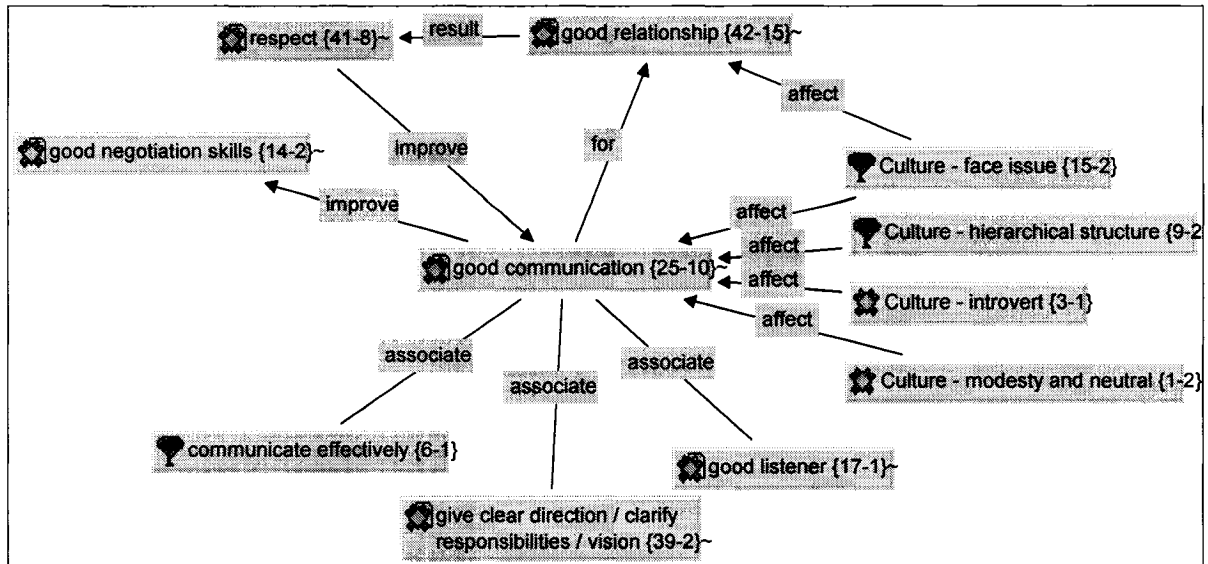 respect {41-8}~
result
good relationship {42-15}~
affect
improve
for
good negotiation skills {14-2}~
Culture - face issue {15-2}
improve
affect
Culture - hierarchical structure {9-2
affect
good communication {25-10}~
affect
Culture - introvert {3-1}
affect
Culture - modesty and neutral {1-2}
associate
associate
associate
communicate effectively {6-1}
good listener {17-1}~
give clear direction / clarify
responsibilities / vision {39-2}~